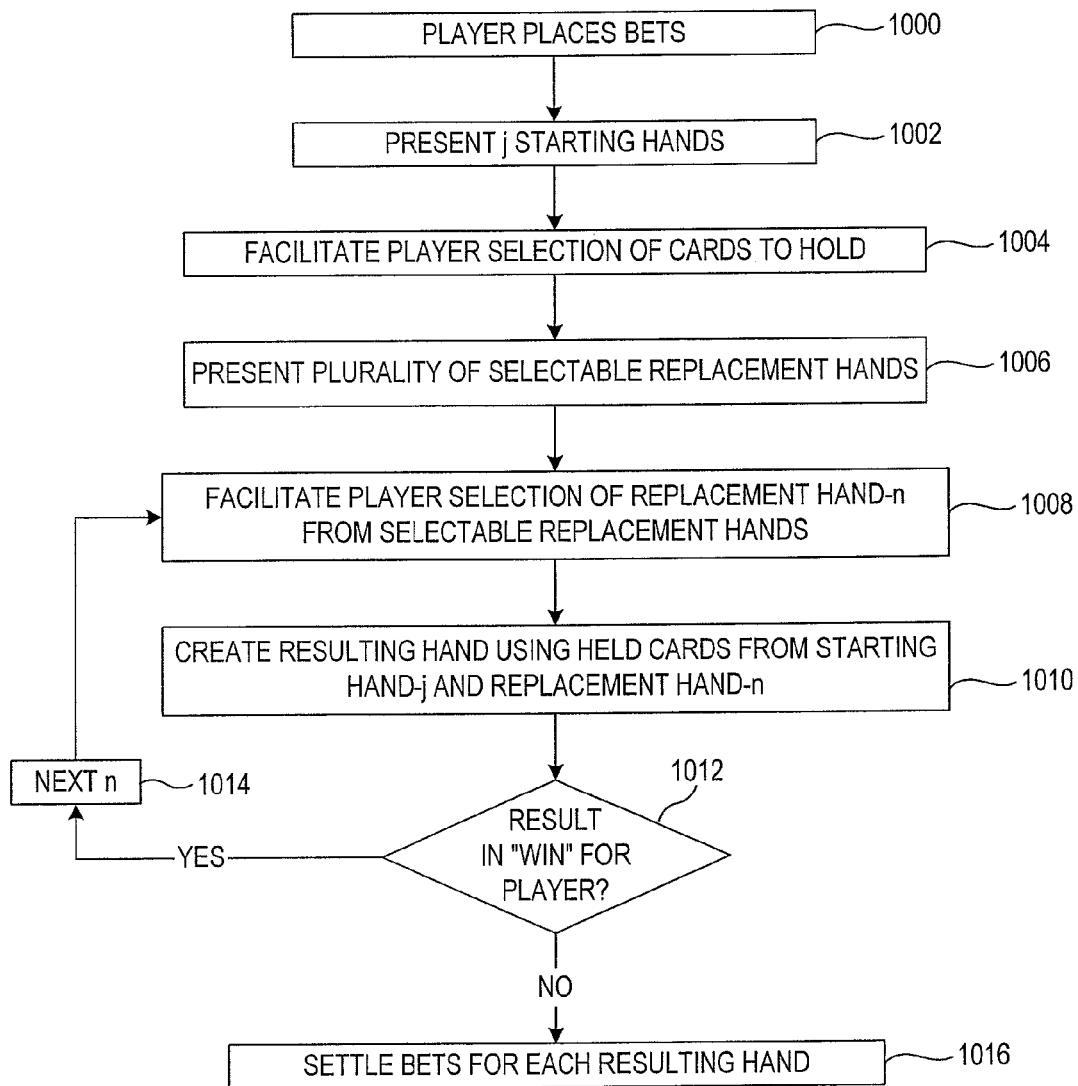 PLAYER PLACES BETS
1000
PRESENT j STARTING HANDS
1002
FACILITATE PLAYER SELECTION OF CARDS TO HOLD
1004
PRESENT PLURALITY OF SELECTABLE REPLACEMENT HANDS
1006
FACILITATE PLAYER SELECTION OF REPLACEMENT HAND-n
FROM SELECTABLE REPLACEMENT HANDS
1008
CREATE RESULTING HAND USING HELD CARDS FROM STARTING
HAND-j AND REPLACEMENT HAND-n
1010
NEXT n
1014
1012
RESULT
IN "WIN" FOR
PLAYER?
YES
NO
SETTLE BETS FOR EACH RESULTING HAND
1016